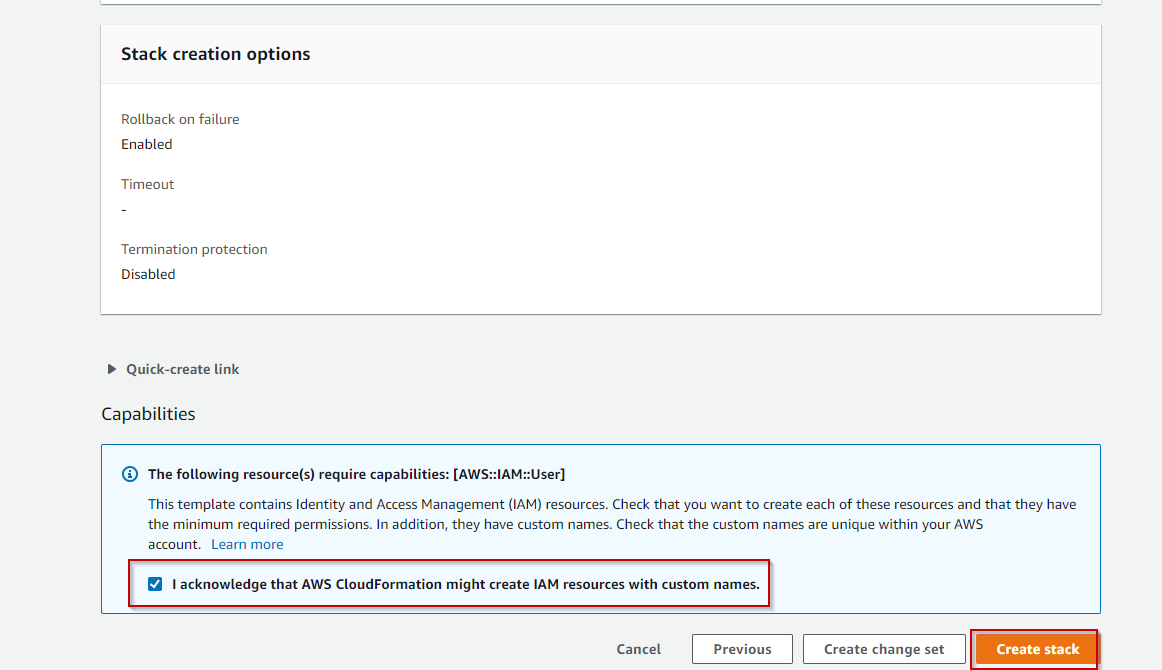 Stack creation options
Rollback on failure
Enabled
Timeout
-
Termination protection
Disabled
Quick-create link
Capabilities
The following resource(s) require capabilities: [AWS::IAM::User]
This template contains Identity and Access Management (IAM) resources. Check that you want to create each of these resources and that they have
the minimum required permissions. In addition, they have custom names. Check that the custom names are unique within your AWS
account. Learn more
I acknowledge that AWS CloudFormation might create IAM resources with custom names.
Cancel Previous Create change set Create stack